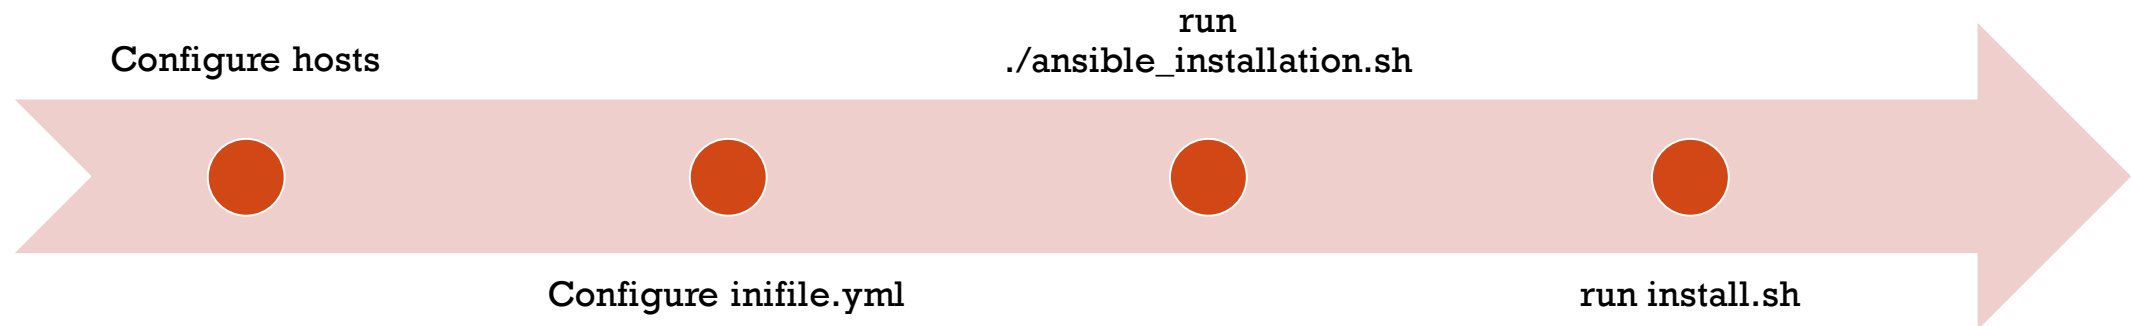 Configure hosts
Configure inifile.yml
run
./ansible_installation.sh
run install.sh